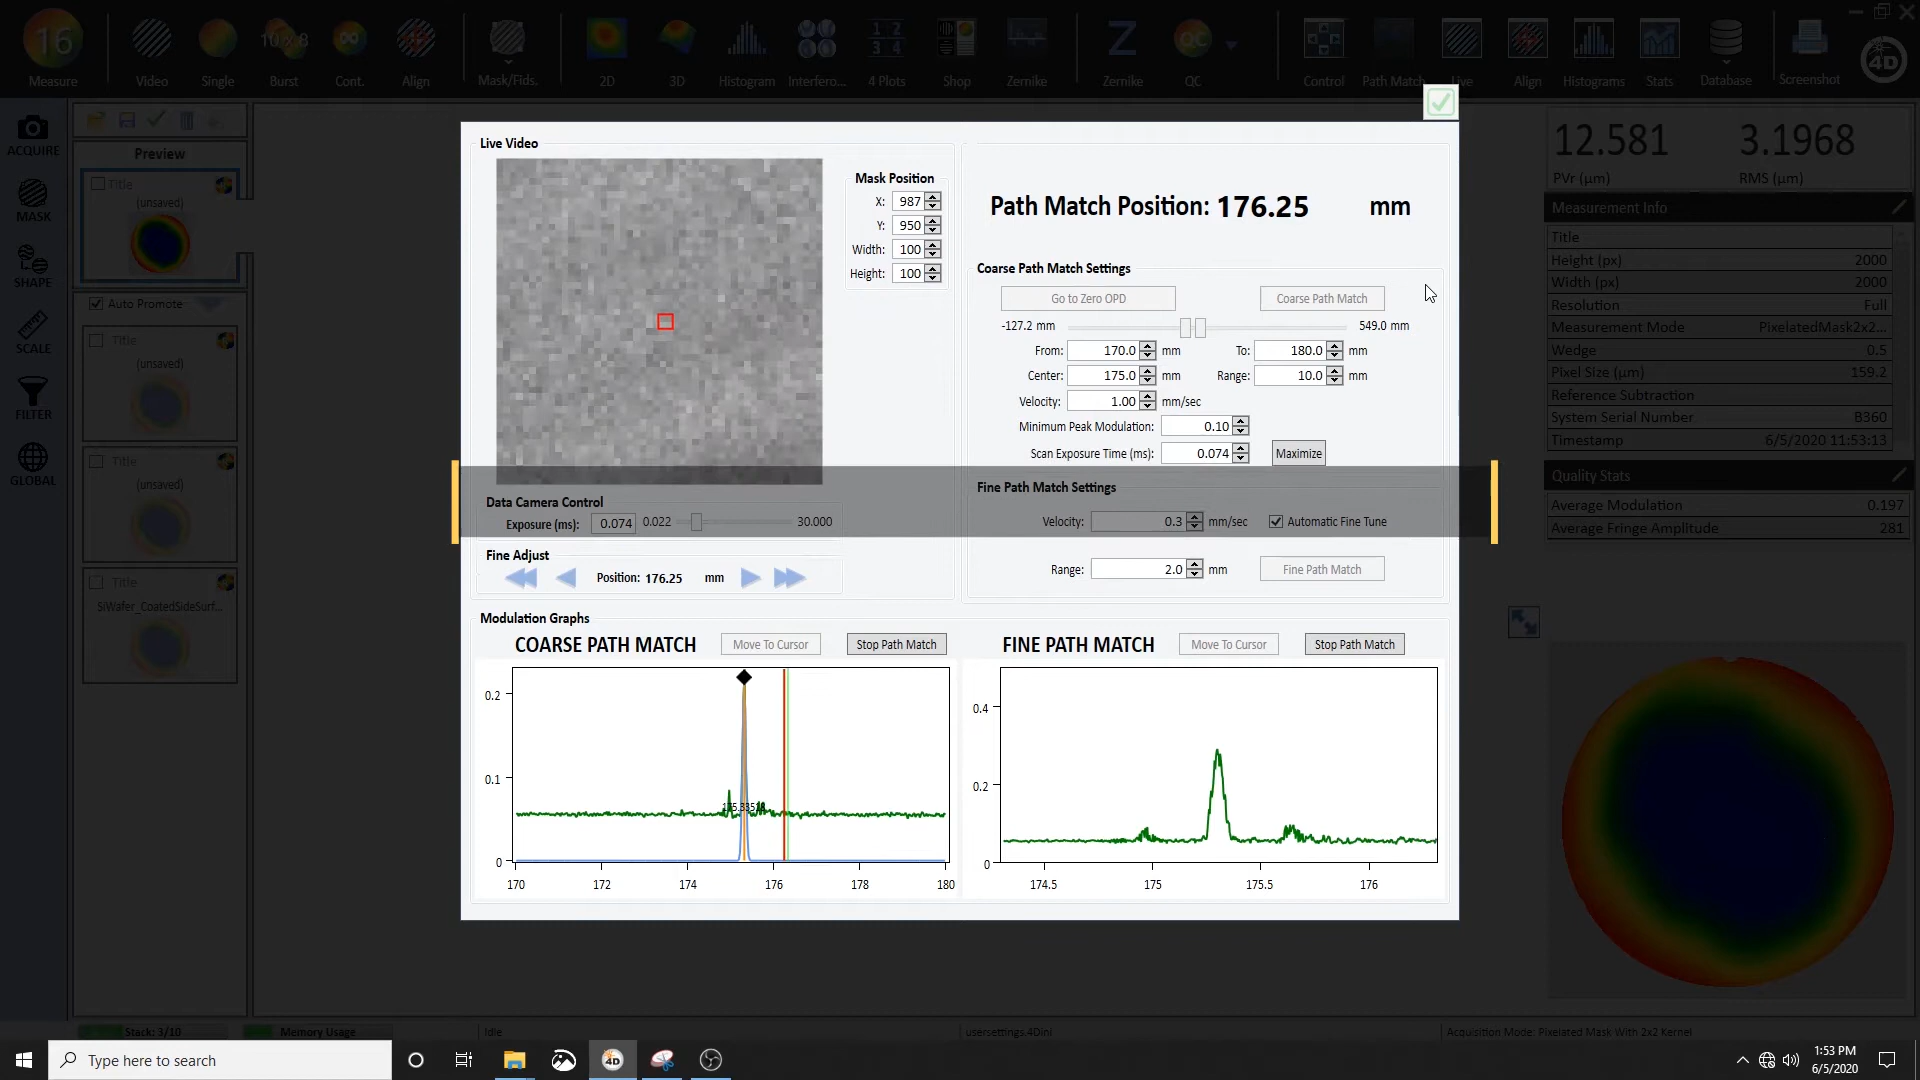 16
Measure
Video
Single
10 x 8
Burst
Cont.
Align
Mask/Fids.
2D
3D
Histogram
Interfero...
1 2
3 4
4 Plots
Shop
Zernike
Z
Zernike
QC
QC
Control
Path Match
Live
Align
Histograms
Stats
Database
Screenshot
4D
ACQUIRE
MASK
SHAPE
SCALE
FILTER
GLOBAL
Preview
Title
(unsaved)
Auto Promote
Title
(unsaved)
Title
(unsaved)
Title
SiWafer_CoatedSideSurf...
Live Video
Mask Position
X: 987
Y: 950
Width: 100
Height: 100
Data Camera Control
Exposure (ms): 0.074 0.022 30.000
Fine Adjust
Position: 176.25 mm
Path Match Position: 176.25 mm
Coarse Path Match Settings
Go to Zero OPD Coarse Path Match
-127.2 mm 549.0 mm
From: 170.0 mm To: 180.0 mm
Center: 175.0 mm Range: 10.0 mm
Velocity: 1.00 mm/sec
Minimum Peak Modulation: 0.10
Scan Exposure Time (ms): 0.074 Maximize
Fine Path Match Settings
Velocity: 0.3 mm/sec Automatic Fine Tune
Range: 2.0 mm Fine Path Match
Modulation Graphs
COARSE PATH MATCH Move To Cursor Stop Path Match
0.2
0.1
0
170 172 174 176 178 180
FINE PATH MATCH Move To Cursor Stop Path Match
0.4
0.2
0
174.5 175 175.5 176
12.581 3.1968
PVr (µm) RMS (µm)
Measurement Info
Title
Height (px) 2000
Width (px) 2000
Resolution Full
Measurement Mode PixelatedMask2x2...
Wedge 0.5
Pixel Size (µm) 159.2
Reference Subtraction
System Serial Number B360
Timestamp 6/5/2020 11:53:13
Quality Stats
Average Modulation 0.197
Average Fringe Amplitude 281
Stack: 3/10 Memory Usage Idle usersettings.4Dini Acquisition Mode: Pixelated Mask With 2x2 Kernel
Type here to search
4D
1:53 PM
6/5/2020